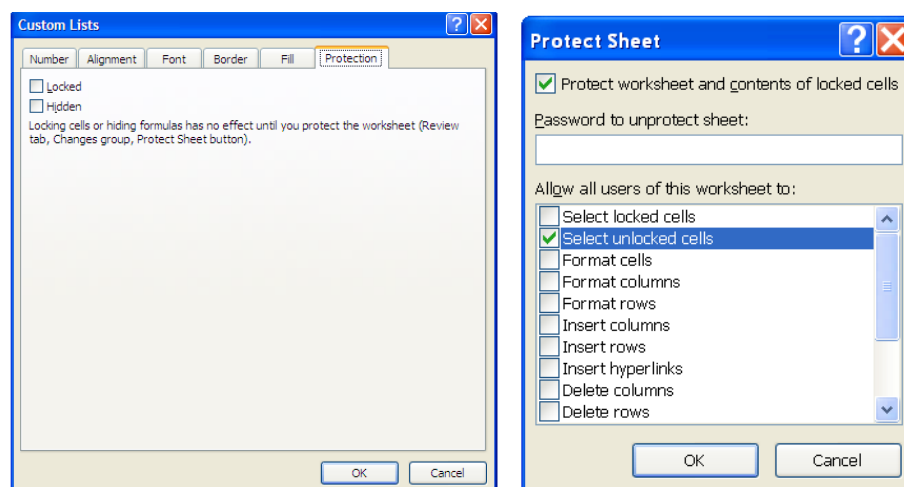 Custom Lists
Number Alignment Font Border Fill Protection
Locked
Hidden
Locking cells or hiding formulas has no effect until you protect the worksheet (Review
tab, Changes group, Protect Sheet button).
OK Cancel
Protect Sheet
Protect worksheet and contents of locked cells
Password to unprotect sheet:
Allow all users of this worksheet to:
Select locked cells
Select unlocked cells
Format cells
Format columns
Format rows
Insert columns
Insert rows
Insert hyperlinks
Delete columns
Delete rows
OK Cancel